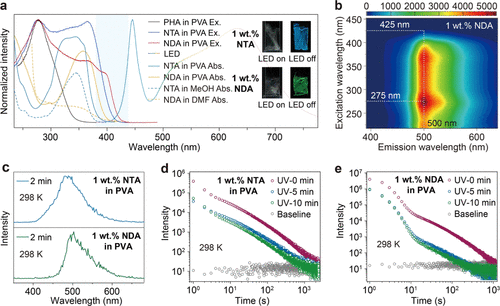 a
Normalized intensity
PHA in PVA Ex.
NTA in PVA Ex.
NDA in PVA Ex.
LED
NTA in PVA Abs.
NDA in PVA Abs.
NTA in MeOH Abs.
NDA in DMF Abs.
1 wt.%
NTA
LED on LED off
1 wt.%
NDA
LED on LED off
300 400 500 600 700
Wavelength (nm)
b
0 1000 2000 3000 4000 5000
Excitation wavelength (nm)
450
425 nm
1 wt.% NDA
400
350
300
275 nm
250
500 nm
400 500 600 700
Emission wavelength (nm)
c
Intensity
2 min
1 wt.% NTA
in PVA
298 K
2 min
1 wt.% NDA
in PVA
298 K
400 500 600
Wavelength (nm)
d
Intensity
10⁶
10⁵
10⁴
10³
10²
10¹
1 wt.% NTA
in PVA
UV-0 min
UV-5 min
UV-10 min
Baseline
298 K
10⁰ 10¹ 10² 10³
Time (s)
e
Intensity
10⁷
10⁶
10⁵
10⁴
10³
10²
10¹
1 wt.% NDA
in PVA
UV-0 min
UV-5 min
UV-10 min
Baseline
298 K
10⁰ 10¹ 10² 10³
Time (s)